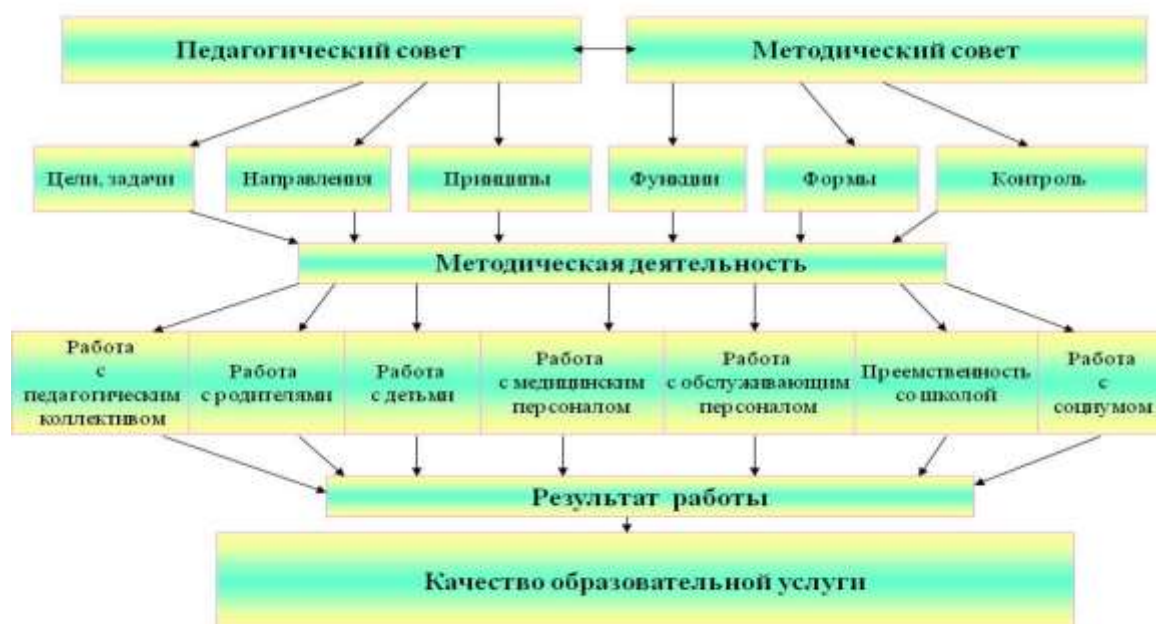 Педагогический совет
Методический совет
Цели, задачи
Направления
Принципы
Функции
Формы
Контроль
Методическая деятельность
Работа
с
педагогическим
коллективом
Работа
с родителями
Работа
с детьми
Работа
с медицинским
персоналом
Работа
с обслуживающим
персоналом
Преемственность
со школой
Работа
с
социумом
Результат работы
Качество образовательной услуги